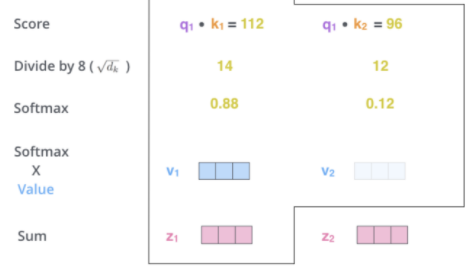 Score q₁ • k₁ = 112 q₁ • k₂ = 96
Divide by 8 ( √dₖ ) 14 12
Softmax 0.88 0.12
Softmax
X v₁ v₂
Value
Sum z₁ z₂